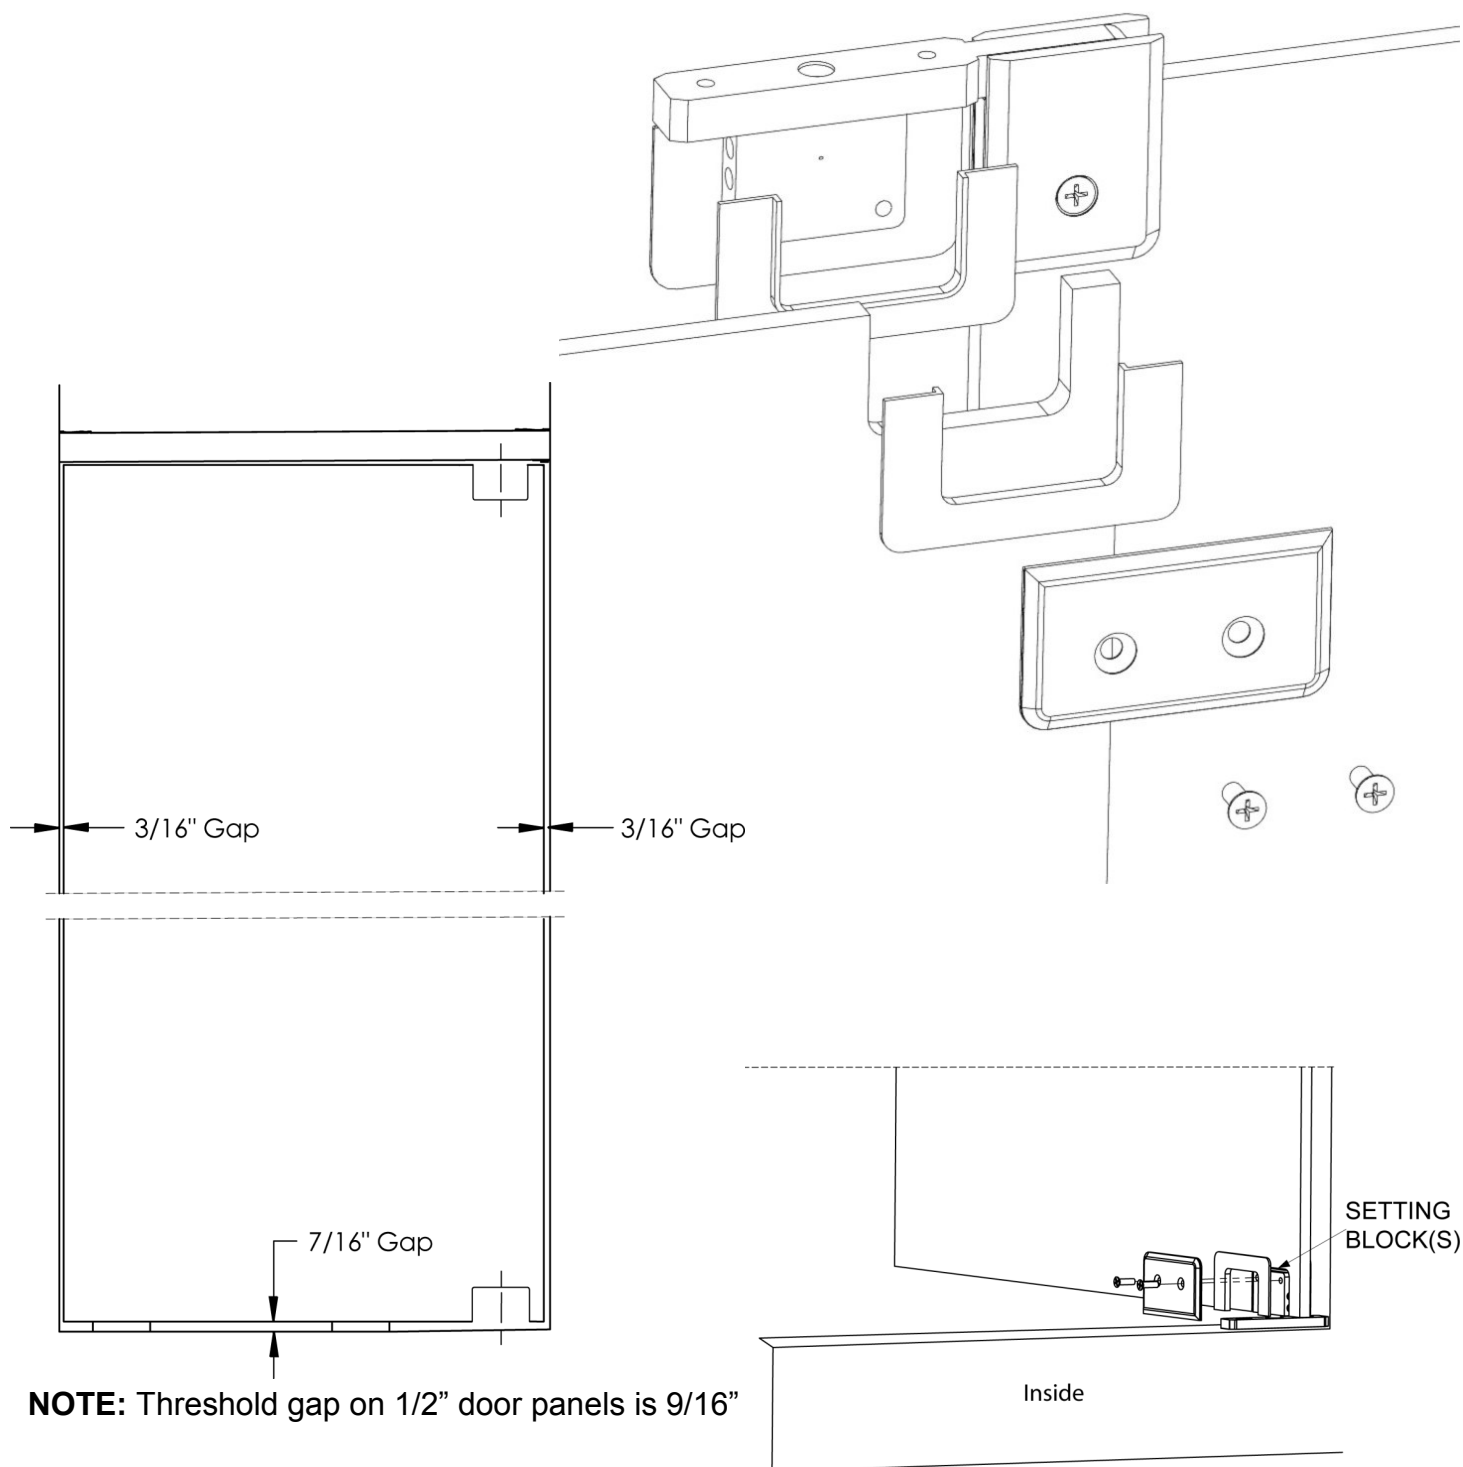 3/16" Gap
3/16" Gap
7/16" Gap
SETTING
BLOCK(S)
Inside
NOTE: Threshold gap on 1/2” door panels is 9/16”